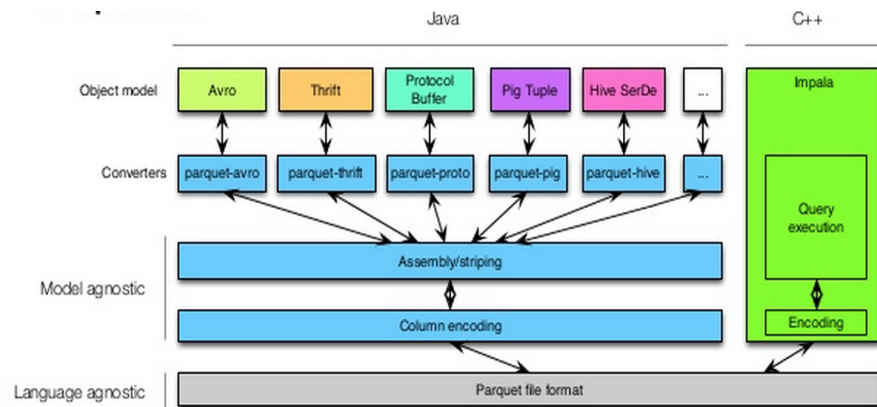 Java
C++
Object model
Avro
Thrift
Protocol
Buffer
Pig Tuple
Hive SerDe
...
Impala
Converters
parquet-avro
parquet-thrift
parquet-proto
parquet-pig
parquet-hive
...
Query
execution
Model agnostic
Assembly/striping
Column encoding
Encoding
Language agnostic
Parquet file format